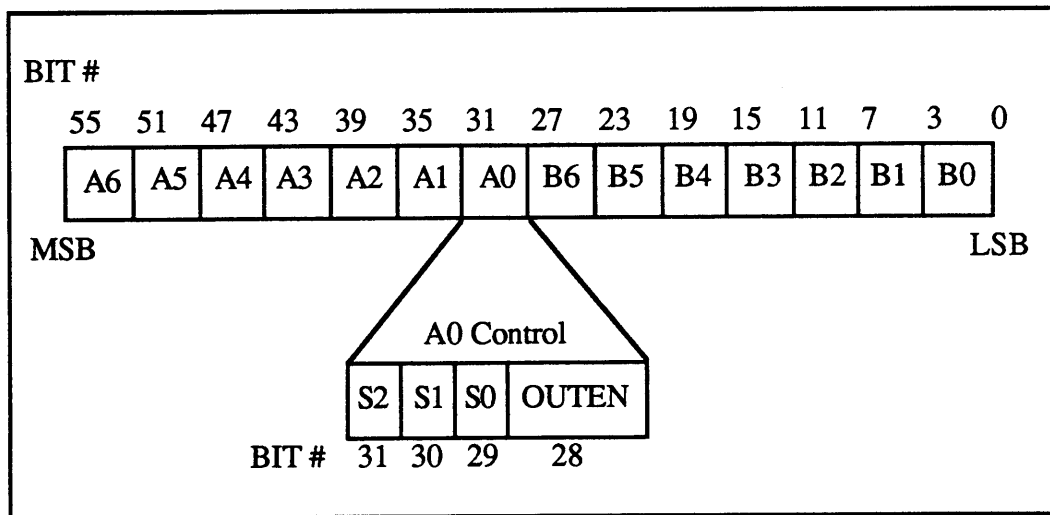 BIT #
55 51 47 43 39 35 31 27 23 19 15 11 7 3 0
A6 A5 A4 A3 A2 A1 A0 B6 B5 B4 B3 B2 B1 B0
MSB LSB
A0 Control
S2 S1 S0 OUTEN
BIT # 31 30 29 28